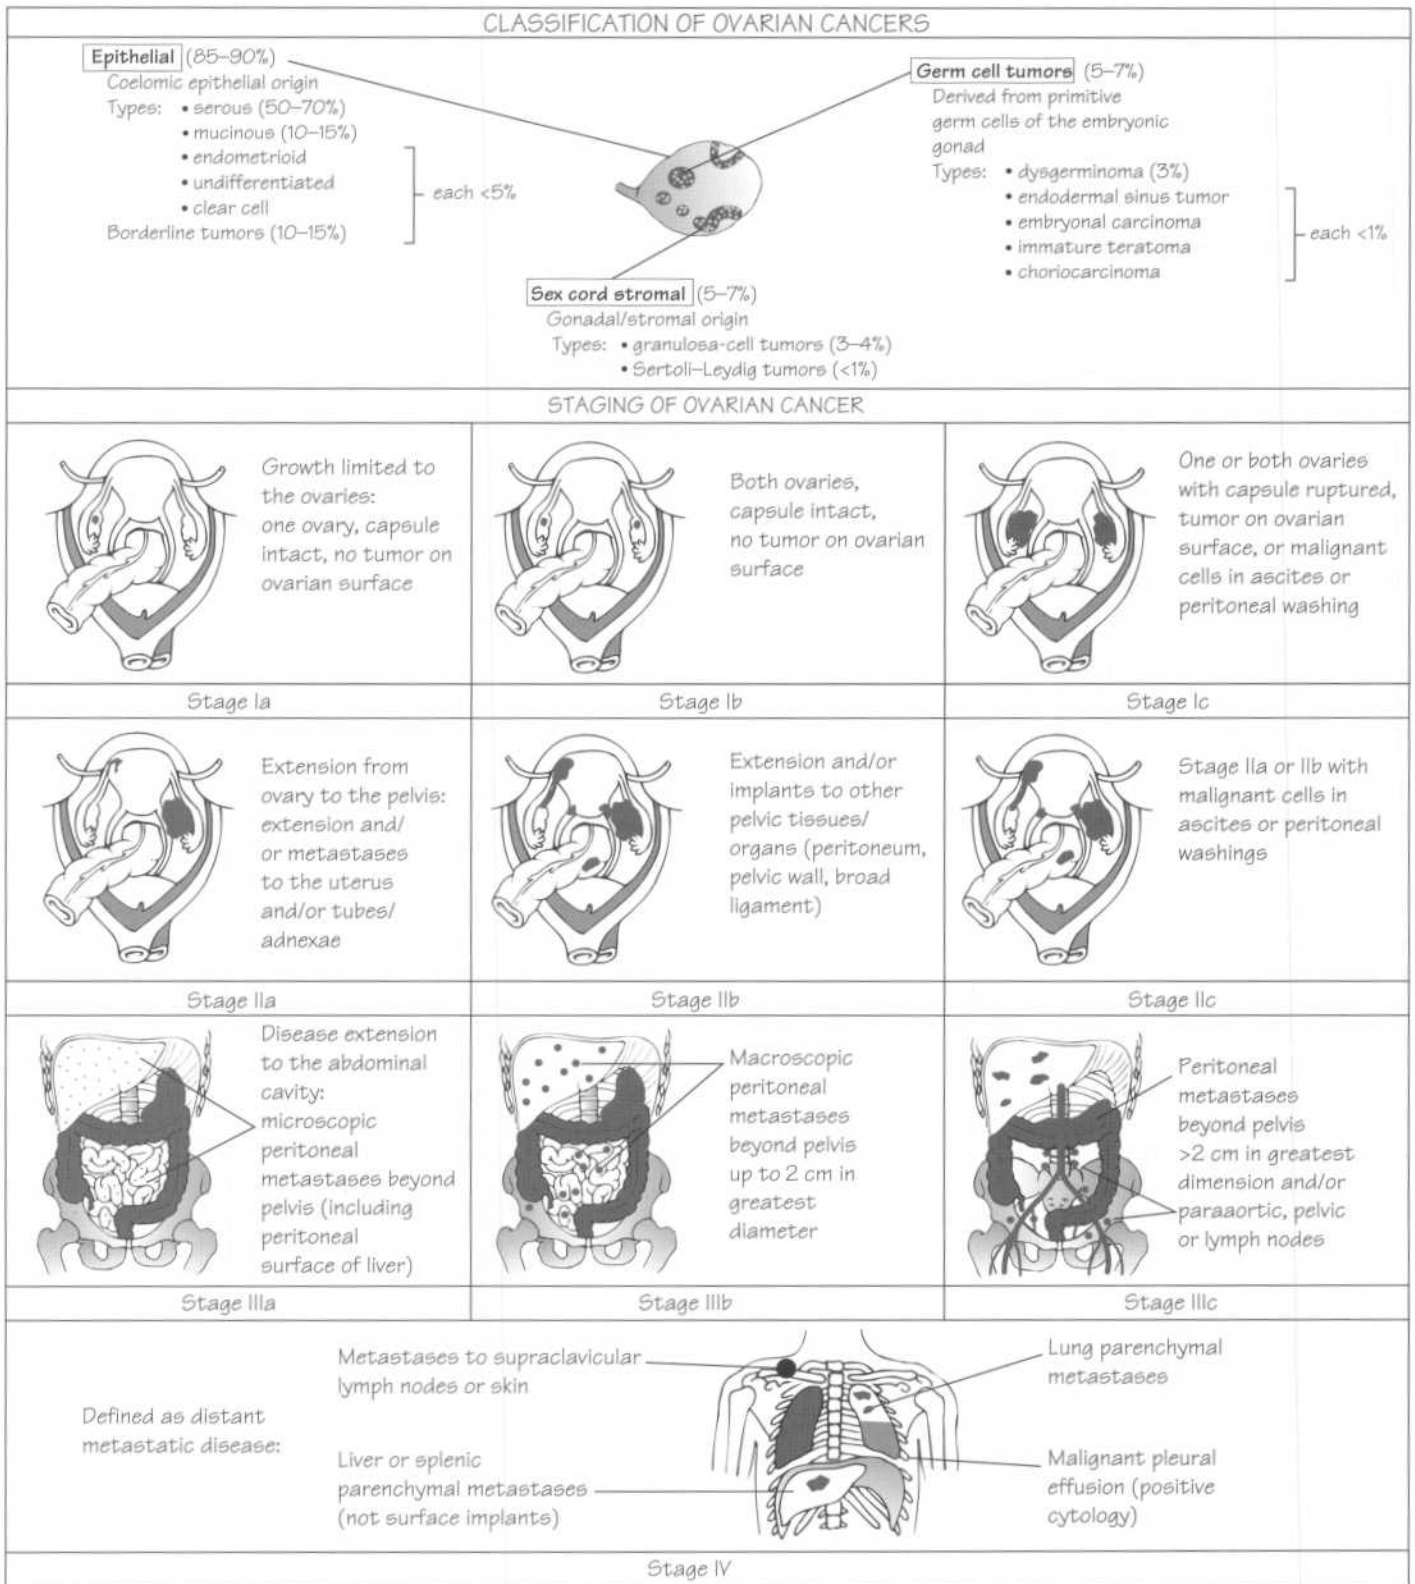 CLASSIFICATION OF OVARIAN CANCERS
Epithelial (85–90%)
Coelomic epithelial origin
Types: • serous (50–70%)
• mucinous (10–15%)
• endometrioid
• undifferentiated
• clear cell
each <5%
Borderline tumors (10–15%)
Germ cell tumors (5–7%)
Derived from primitive
germ cells of the embryonic
gonad
Types: • dysgerminoma (3%)
• endodermal sinus tumor
• embryonal carcinoma
• immature teratoma
• choriocarcinoma
each <1%
Sex cord stromal (5–7%)
Gonadal/stromal origin
Types: • granulosa-cell tumors (3–4%)
• Sertoli–Leydig tumors (<1%)
STAGING OF OVARIAN CANCER
Growth limited to
the ovaries:
one ovary, capsule
intact, no tumor on
ovarian surface
Stage Ia
Both ovaries,
capsule intact,
no tumor on ovarian
surface
Stage Ib
One or both ovaries
with capsule ruptured,
tumor on ovarian
surface, or malignant
cells in ascites or
peritoneal washing
Stage Ic
Extension from
ovary to the pelvis:
extension and/
or metastases
to the uterus
and/or tubes/
adnexae
Stage IIa
Extension and/or
implants to other
pelvic tissues/
organs (peritoneum,
pelvic wall, broad
ligament)
Stage IIb
Stage IIa or IIb with
malignant cells in
ascites or peritoneal
washings
Stage IIc
Disease extension
to the abdominal
cavity:
microscopic
peritoneal
metastases beyond
pelvis (including
peritoneal
surface of liver)
Stage IIIa
Macroscopic
peritoneal
metastases
beyond pelvis
up to 2 cm in
greatest
diameter
Stage IIIb
Peritoneal
metastases
beyond pelvis
>2 cm in greatest
dimension and/or
paraaortic, pelvic
or lymph nodes
Stage IIIc
Defined as distant
metastatic disease:
Metastases to supraclavicular
lymph nodes or skin
Liver or splenic
parenchymal metastases
(not surface implants)
Lung parenchymal
metastases
Malignant pleural
effusion (positive
cytology)
Stage IV